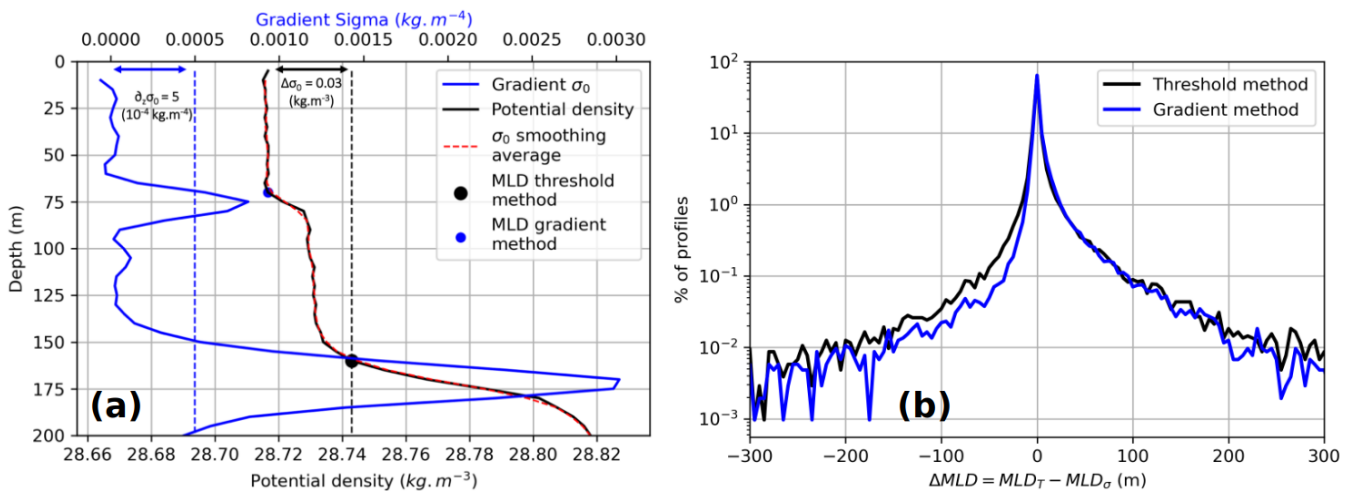 Gradient Sigma (kg.m⁻⁴)
0.0000 0.0005 0.0010 0.0015 0.0020 0.0025 0.0030
∂zσ₀ = 5
(10⁻⁴ kg.m⁻⁴)
Δσ₀ = 0.03
(kg.m⁻³)
Gradient σ₀
Potential density
σ₀ smoothing
average
MLD threshold
method
MLD gradient
method
0
25
50
75
100
125
150
175
200
Depth (m)
(a)
28.66 28.68 28.70 28.72 28.74 28.76 28.78 28.80 28.82
Potential density (kg.m⁻³)
Threshold method
Gradient method
10²
10¹
10⁰
10⁻¹
10⁻²
10⁻³
% of profiles
(b)
−300 −200 −100 0 100 200 300
ΔMLD = MLD_T − MLD_σ (m)